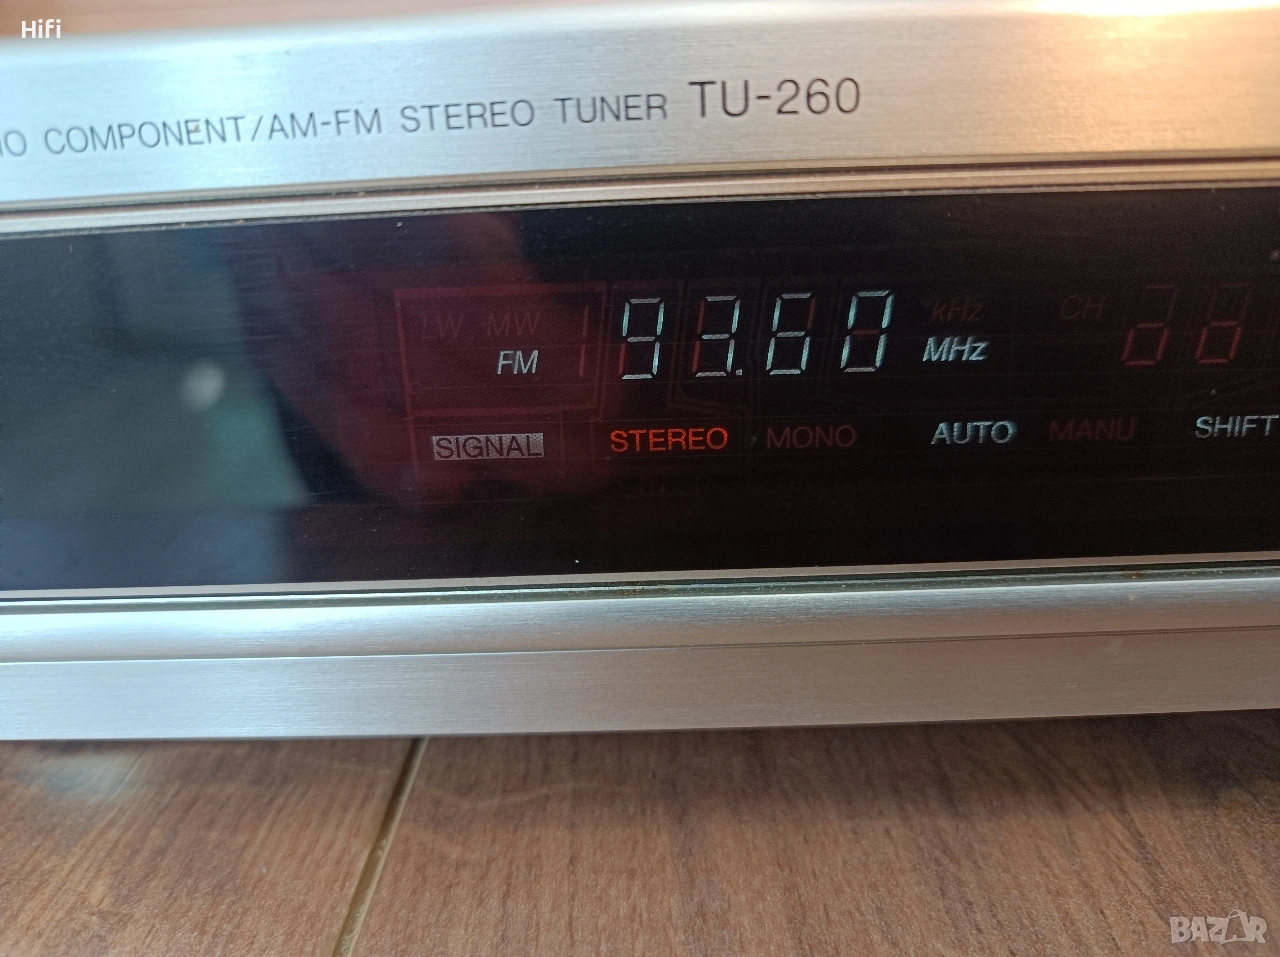 Hifi
IO COMPONENT/AM-FM STEREO TUNER TU-260
LW MW kHz CH
FM 93.60 MHz
SIGNAL STEREO MONO AUTO MANU SHIFT
BAZAR